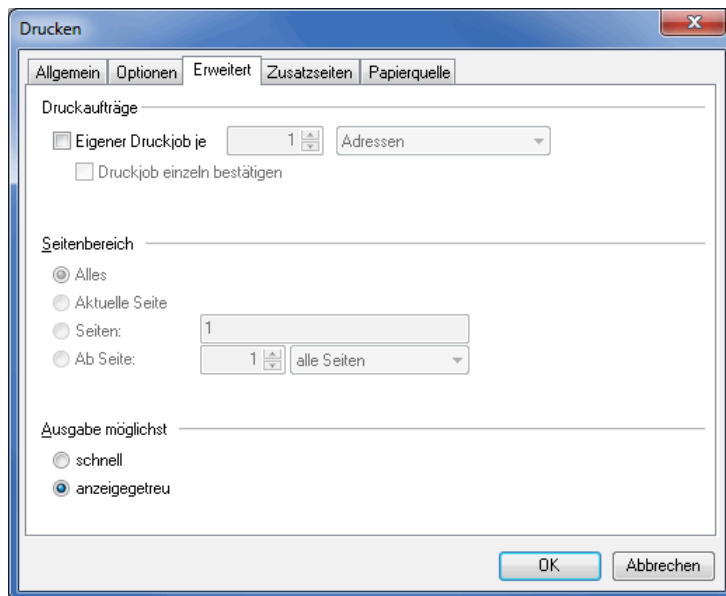 Drucken
Allgemein Optionen Erweitert Zusatzseiten Papierquelle
Druckaufträge
Eigener Druckjob je 1 Adressen
Druckjob einzeln bestätigen
Seitenbereich
Alles
Aktuelle Seite
Seiten: 1
Ab Seite: 1 alle Seiten
Ausgabe möglichst
schnell
anzeigegetreu
OK Abbrechen